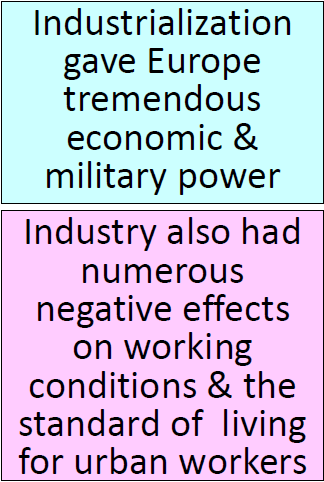 Industrialization
gave Europe
tremendous
economic &
military power
Industry also had
numerous
negative effects
on working
conditions & the
standard of  living
for urban workers